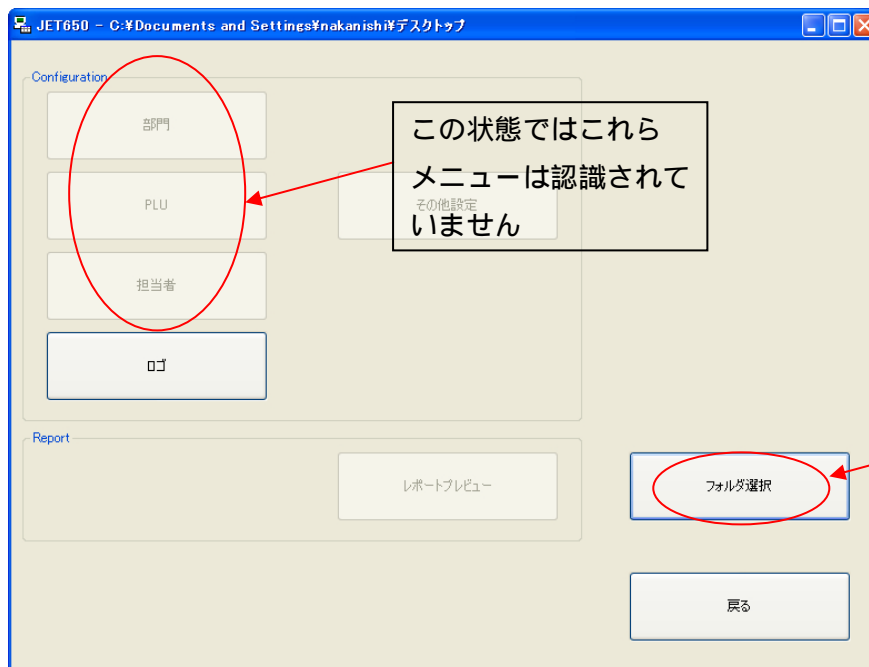 JET650 - C:¥Documents and Settings¥nakanishi¥デスクトップ
Configuration
部門
この状態ではこれら
メニューは認識されて
いません
PLU
その他設定
担当者
ロゴ
Report
レポートプレビュー
フォルダ選択
戻る